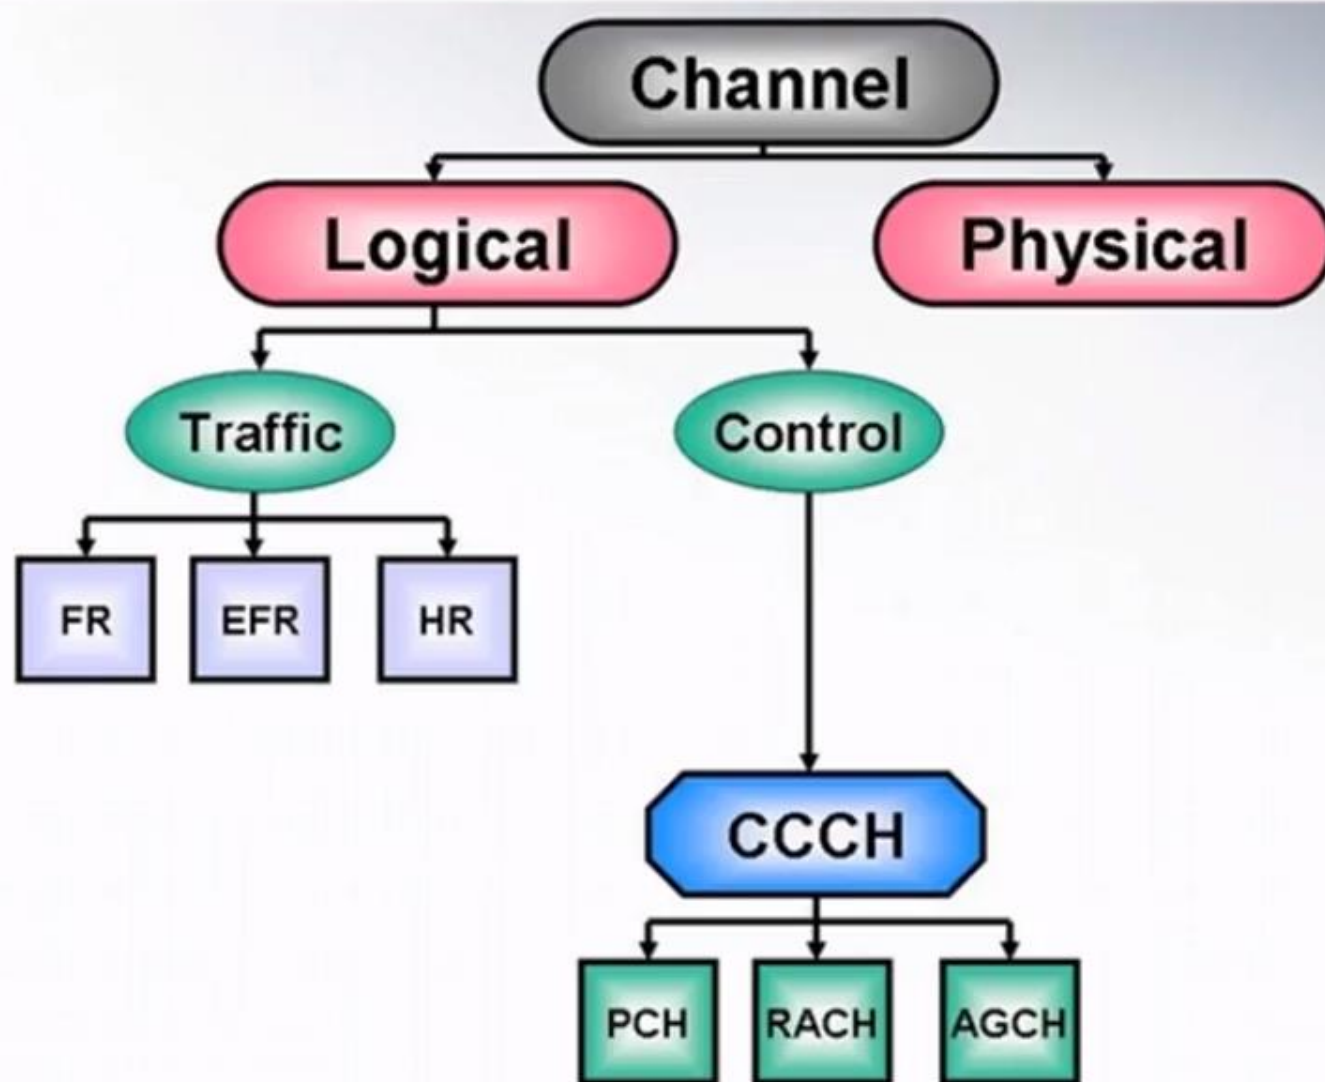 Channel
Logical
Physical
Traffic
Control
FR
EFR
HR
CCCH
PCH
RACH
AGCH